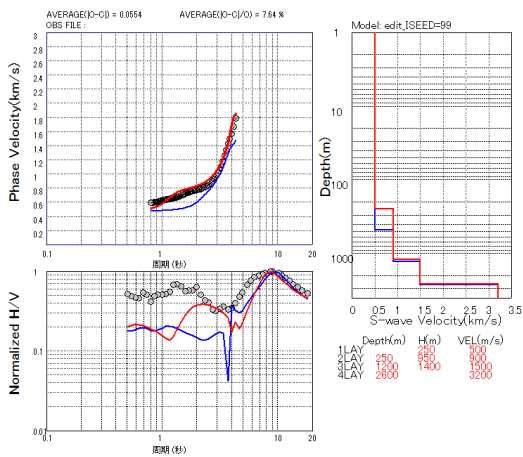 AVERAGE(|O-C|) = 0.0554 AVERAGE(|O-C|/O) = 7.64 %
OBS FILE :
Model: edit_ISEED=99
3
2.8
2.6
2.4
2.2
2
1.8
1.6
1.4
1.2
1
0.8
0.6
0.4
0.2
Phase Velocity(km/s)
0.1 1 10 100
周期 (秒)
1
10
100
1000
Depth(m)
0 0.5 1 1.5 2 2.5 3 3.5
S-wave Velocity(km/s)
1
0.1
0.01
Normalized H/V
0.1 1 10 100
周期 (秒)
Depth(m) H(m) VEL(m/s)
1LAY 250 500
2LAY 250 950 900
3LAY 1200 1400 1500
4LAY 2600 3200